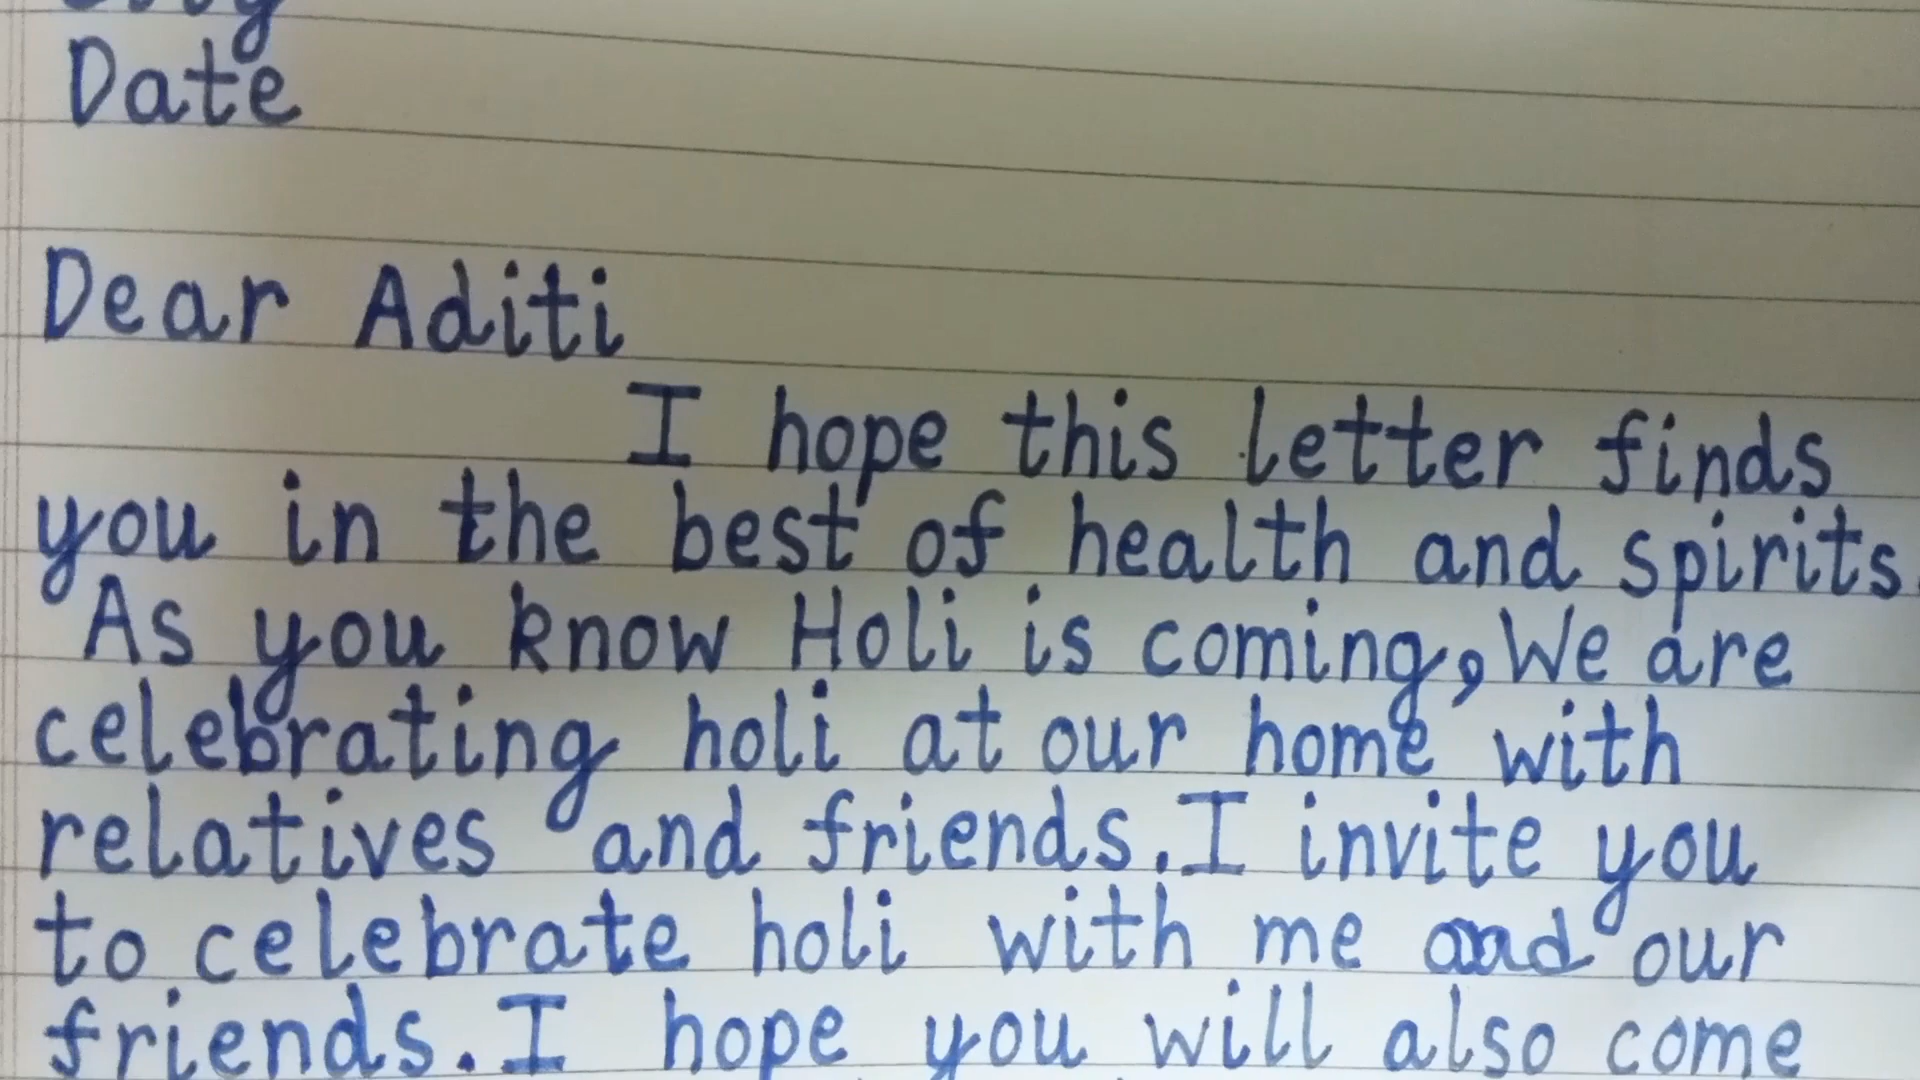 Date
Dear Aditi
I hope this letter finds
you in the best of health and spirits.
As you know Holi is coming, We are
celebrating holi at our home with
relatives and friends. I invite you
to celebrate holi with me and our
friends. I hope you will also come